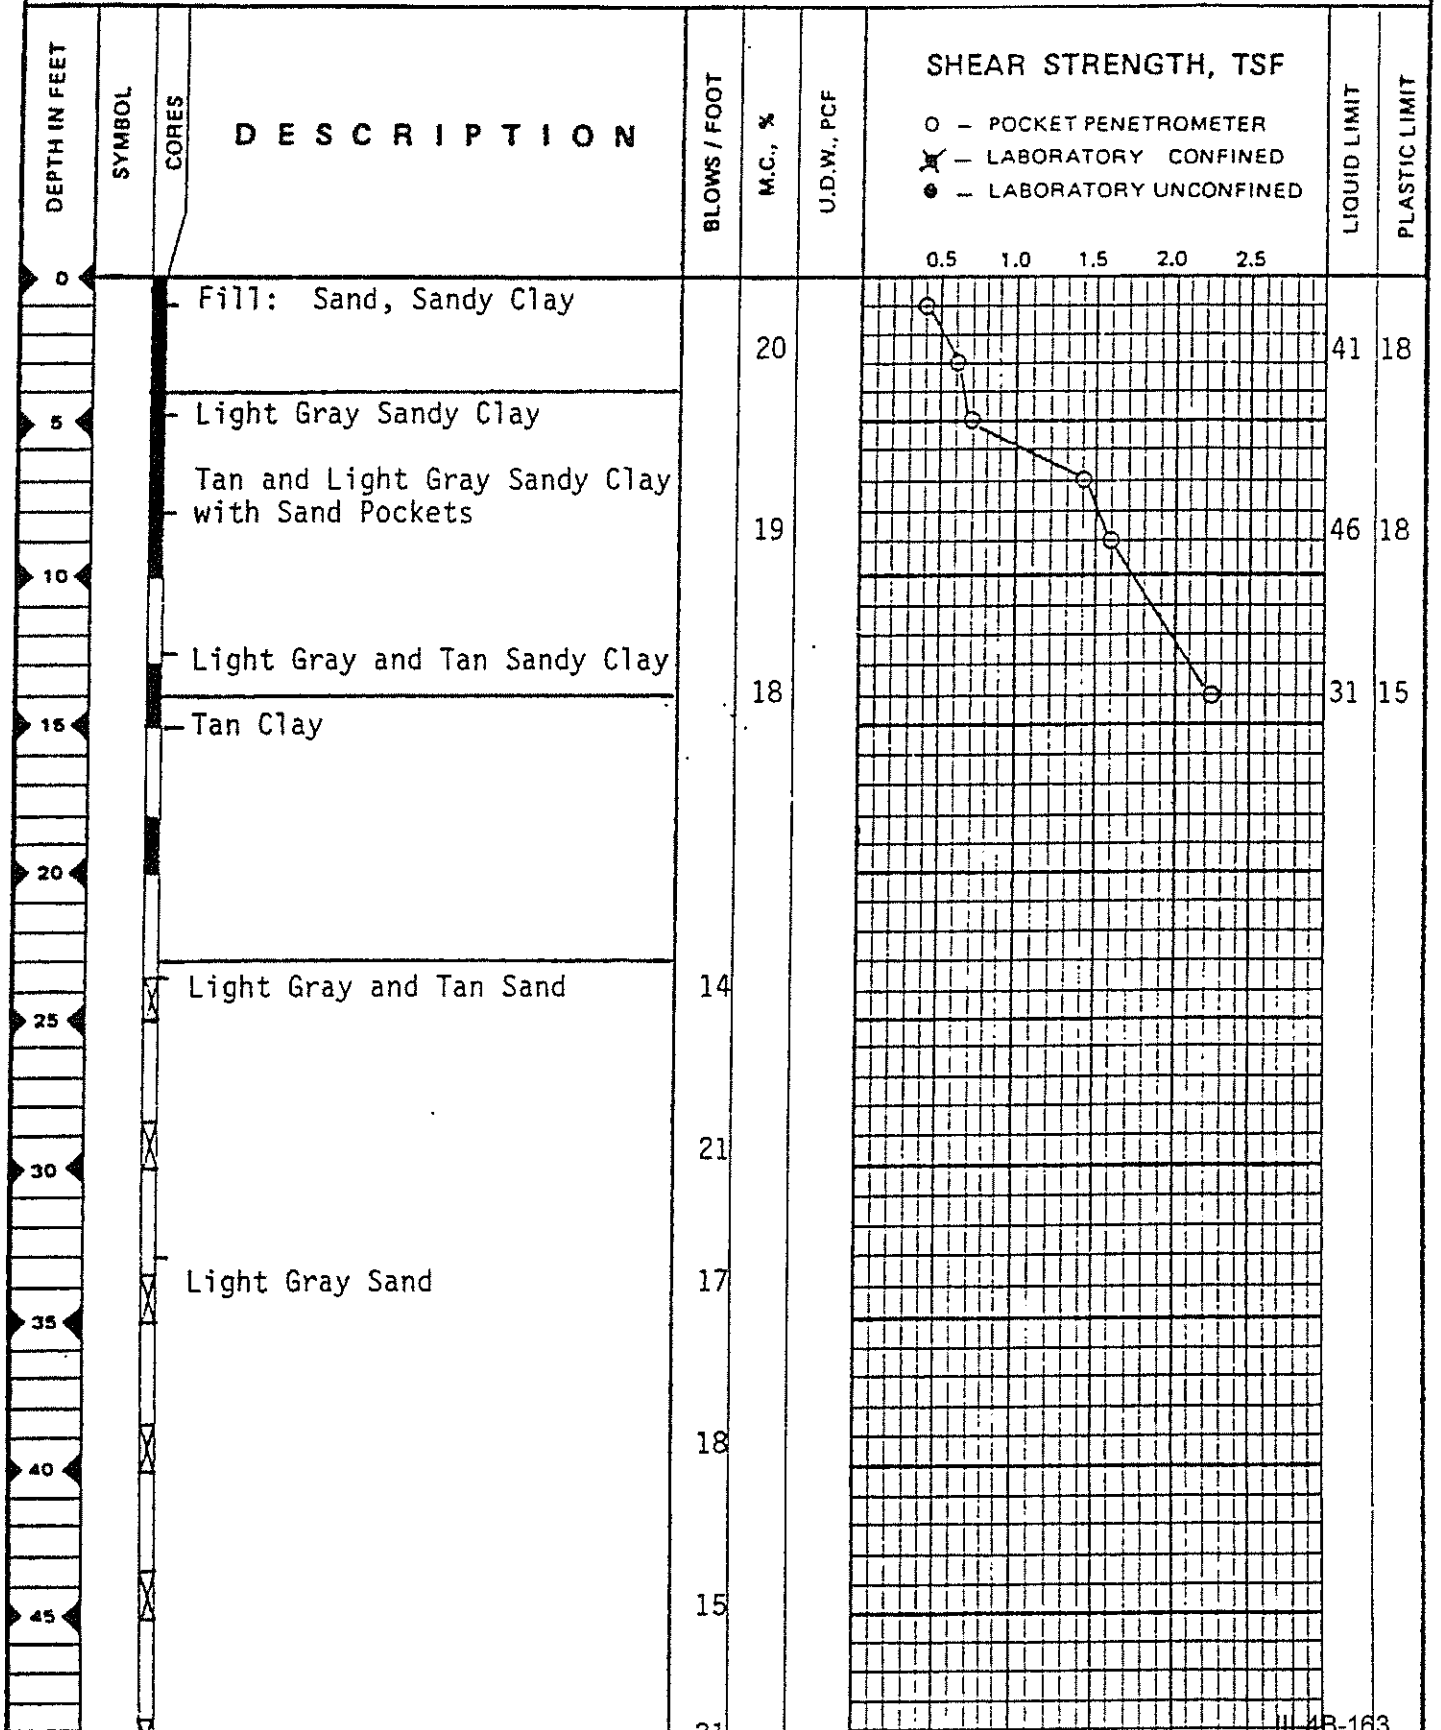 DEPTH IN FEET
SYMBOL
CORES
DESCRIPTION
BLOWS / FOOT
M.C., %
U.D.W., PCF
SHEAR STRENGTH, TSF
O – POCKET PENETROMETER
– LABORATORY CONFINED
● – LABORATORY UNCONFINED
0.5 1.0 1.5 2.0 2.5
LIQUID LIMIT
PLASTIC LIMIT
0
Fill: Sand, Sandy Clay
20 41 18
5
Light Gray Sandy Clay
Tan and Light Gray Sandy Clay
with Sand Pockets
19 46 18
10
Light Gray and Tan Sandy Clay
18 31 15
15
Tan Clay
20
Light Gray and Tan Sand 14
25
21
30
Light Gray Sand 17
35
18
40
15
45
III-4B-163